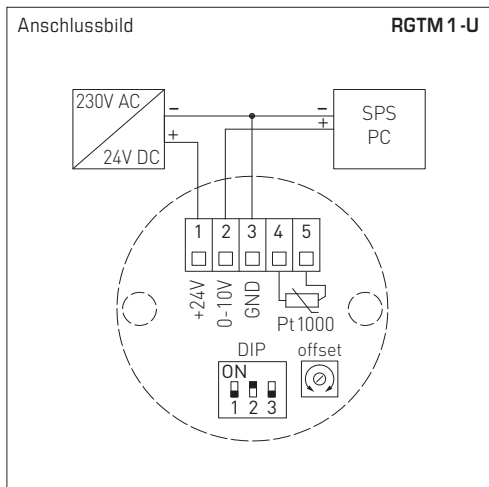 Anschlussbild RGTM 1 -U
230V AC
24V DC
–
+
–
+
SPS
PC
1 2 3 4 5
+24V
0-10V
GND
Pt1000
DIP
ON
1 2 3
offset